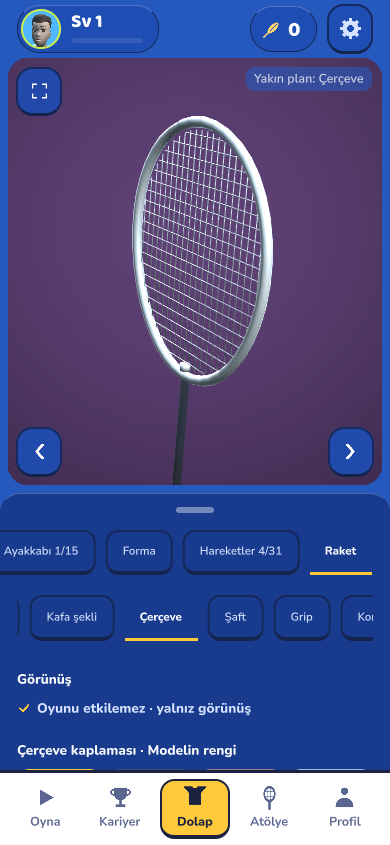 Sv 1
0
Yakın plan: Çerçeve
Ayakkabı 1/15
Forma
Hareketler 4/31
Raket
Kafa şekli
Çerçeve
Şaft
Grip
Görünüş
Oyunu etkilemez · yalnız görünüş
Çerçeve kaplaması · Modelin rengi
Oyna
Kariyer
Dolap
Atölye
Profil